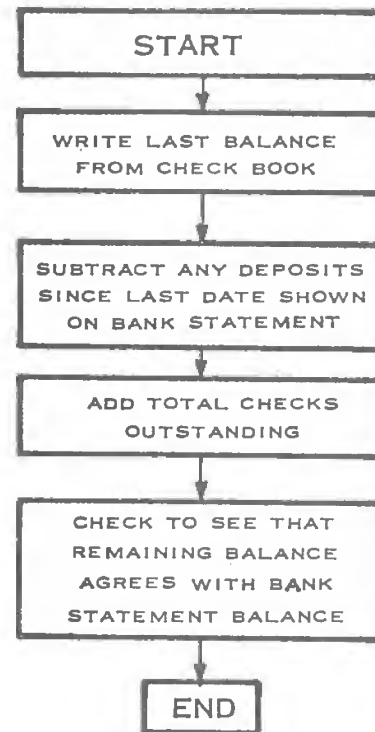 START
WRITE LAST BALANCE
FROM CHECK BOOK
SUBTRACT ANY DEPOSITS
SINCE LAST DATE SHOWN
ON BANK STATEMENT
ADD TOTAL CHECKS
OUTSTANDING
CHECK TO SEE THAT
REMAINING BALANCE
AGREES WITH BANK
STATEMENT BALANCE
END